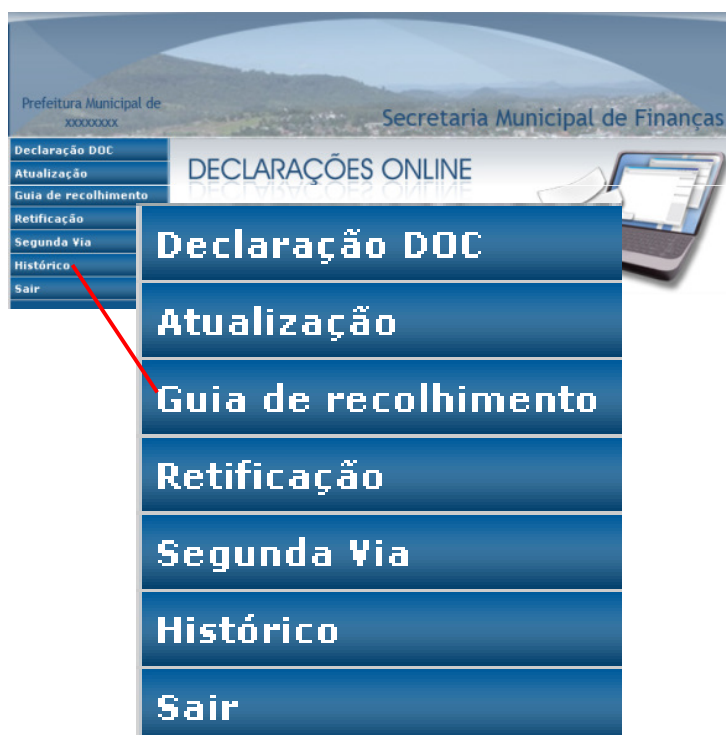 Prefeitura Municipal de
xxxxxxxx
Secretaria Municipal de Finanças
DECLARAÇÕES ONLINE
Declaração DOC
Atualização
Guia de recolhimento
Retificação
Segunda Via
Histórico
Sair
Declaração DOC
Atualização
Guia de recolhimento
Retificação
Segunda Via
Histórico
Sair